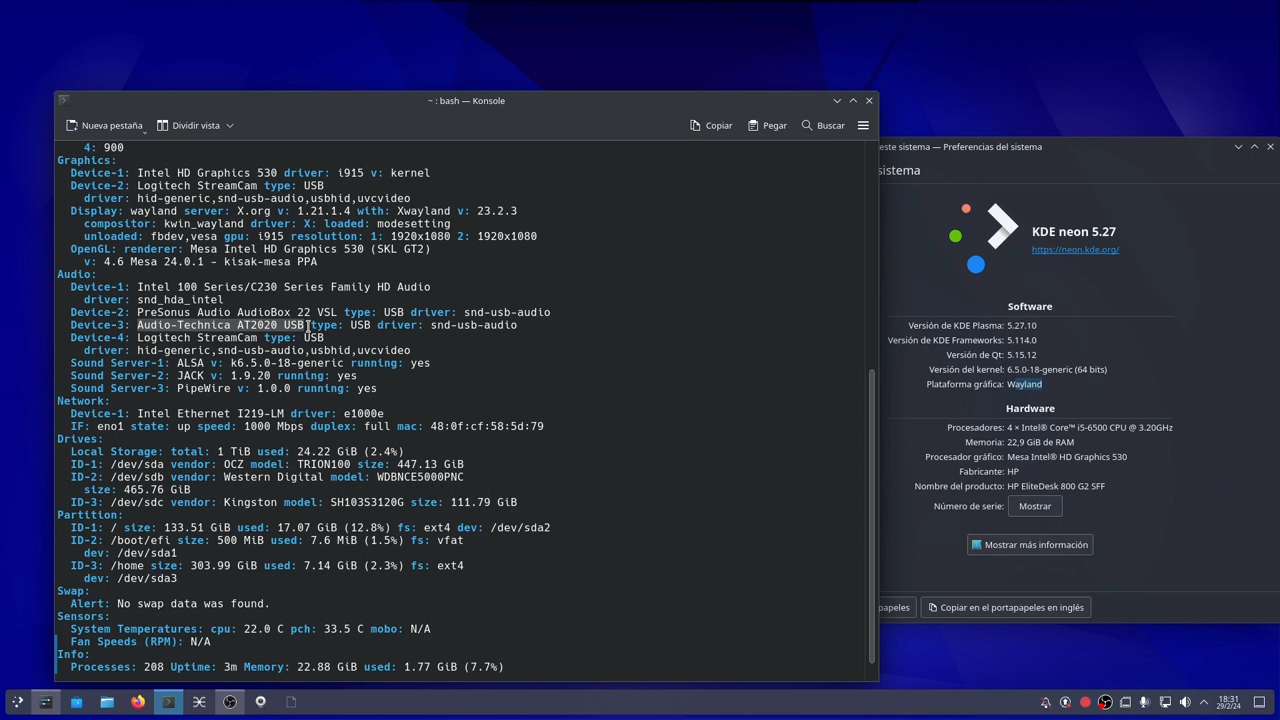 ~ : bash — Konsole
Nueva pestaña
Dividir vista
Copiar
Pegar
Buscar
4: 900
Graphics:
Device-1: Intel HD Graphics 530 driver: i915 v: kernel
Device-2: Logitech StreamCam type: USB
driver: hid-generic,snd-usb-audio,usbhid,uvcvideo
Display: wayland server: X.org v: 1.21.1.4 with: Xwayland v: 23.2.3
compositor: kwin_wayland driver: X: loaded: modesetting
unloaded: fbdev,vesa gpu: i915 resolution: 1: 1920x1080 2: 1920x1080
OpenGL: renderer: Mesa Intel HD Graphics 530 (SKL GT2)
v: 4.6 Mesa 24.0.1 - kisak-mesa PPA
Audio:
Device-1: Intel 100 Series/C230 Series Family HD Audio
driver: snd_hda_intel
Device-2: PreSonus Audio AudioBox 22 VSL type: USB driver: snd-usb-audio
Device-3: Audio-Technica AT2020 USB type: USB driver: snd-usb-audio
Device-4: Logitech StreamCam type: USB
driver: hid-generic,snd-usb-audio,usbhid,uvcvideo
Sound Server-1: ALSA v: k6.5.0-18-generic running: yes
Sound Server-2: JACK v: 1.9.20 running: yes
Sound Server-3: PipeWire v: 1.0.0 running: yes
Network:
Device-1: Intel Ethernet I219-LM driver: e1000e
IF: eno1 state: up speed: 1000 Mbps duplex: full mac: 48:0f:cf:58:5d:79
Drives:
Local Storage: total: 1 TiB used: 24.22 GiB (2.4%)
ID-1: /dev/sda vendor: OCZ model: TRION100 size: 447.13 GiB
ID-2: /dev/sdb vendor: Western Digital model: WDBNCE5000PNC
size: 465.76 GiB
ID-3: /dev/sdc vendor: Kingston model: SH103S3120G size: 111.79 GiB
Partition:
ID-1: / size: 133.51 GiB used: 17.07 GiB (12.8%) fs: ext4 dev: /dev/sda2
ID-2: /boot/efi size: 500 MiB used: 7.6 MiB (1.5%) fs: vfat
dev: /dev/sda1
ID-3: /home size: 303.99 GiB used: 7.14 GiB (2.3%) fs: ext4
dev: /dev/sda3
Swap:
Alert: No swap data was found.
Sensors:
System Temperatures: cpu: 22.0 C pch: 33.5 C mobo: N/A
Fan Speeds (RPM): N/A
Info:
Processes: 208 Uptime: 3m Memory: 22.88 GiB used: 1.77 GiB (7.7%)
este sistema — Preferencias del sistema
sistema
KDE neon 5.27
https://neon.kde.org/
Software
Versión de KDE Plasma: 5.27.10
Versión de KDE Frameworks: 5.114.0
Versión de Qt: 5.15.12
Versión del kernel: 6.5.0-18-generic (64 bits)
Plataforma gráfica: Wayland
Hardware
Procesadores: 4 × Intel® Core™ i5-6500 CPU @ 3.20GHz
Memoria: 22,9 GiB de RAM
Procesador gráfico: Mesa Intel® HD Graphics 530
Fabricante: HP
Nombre del producto: HP EliteDesk 800 G2 SFF
Número de serie: Mostrar
Mostrar más información
papeles
Copiar en el portapapeles en inglés
18:31
29/2/24